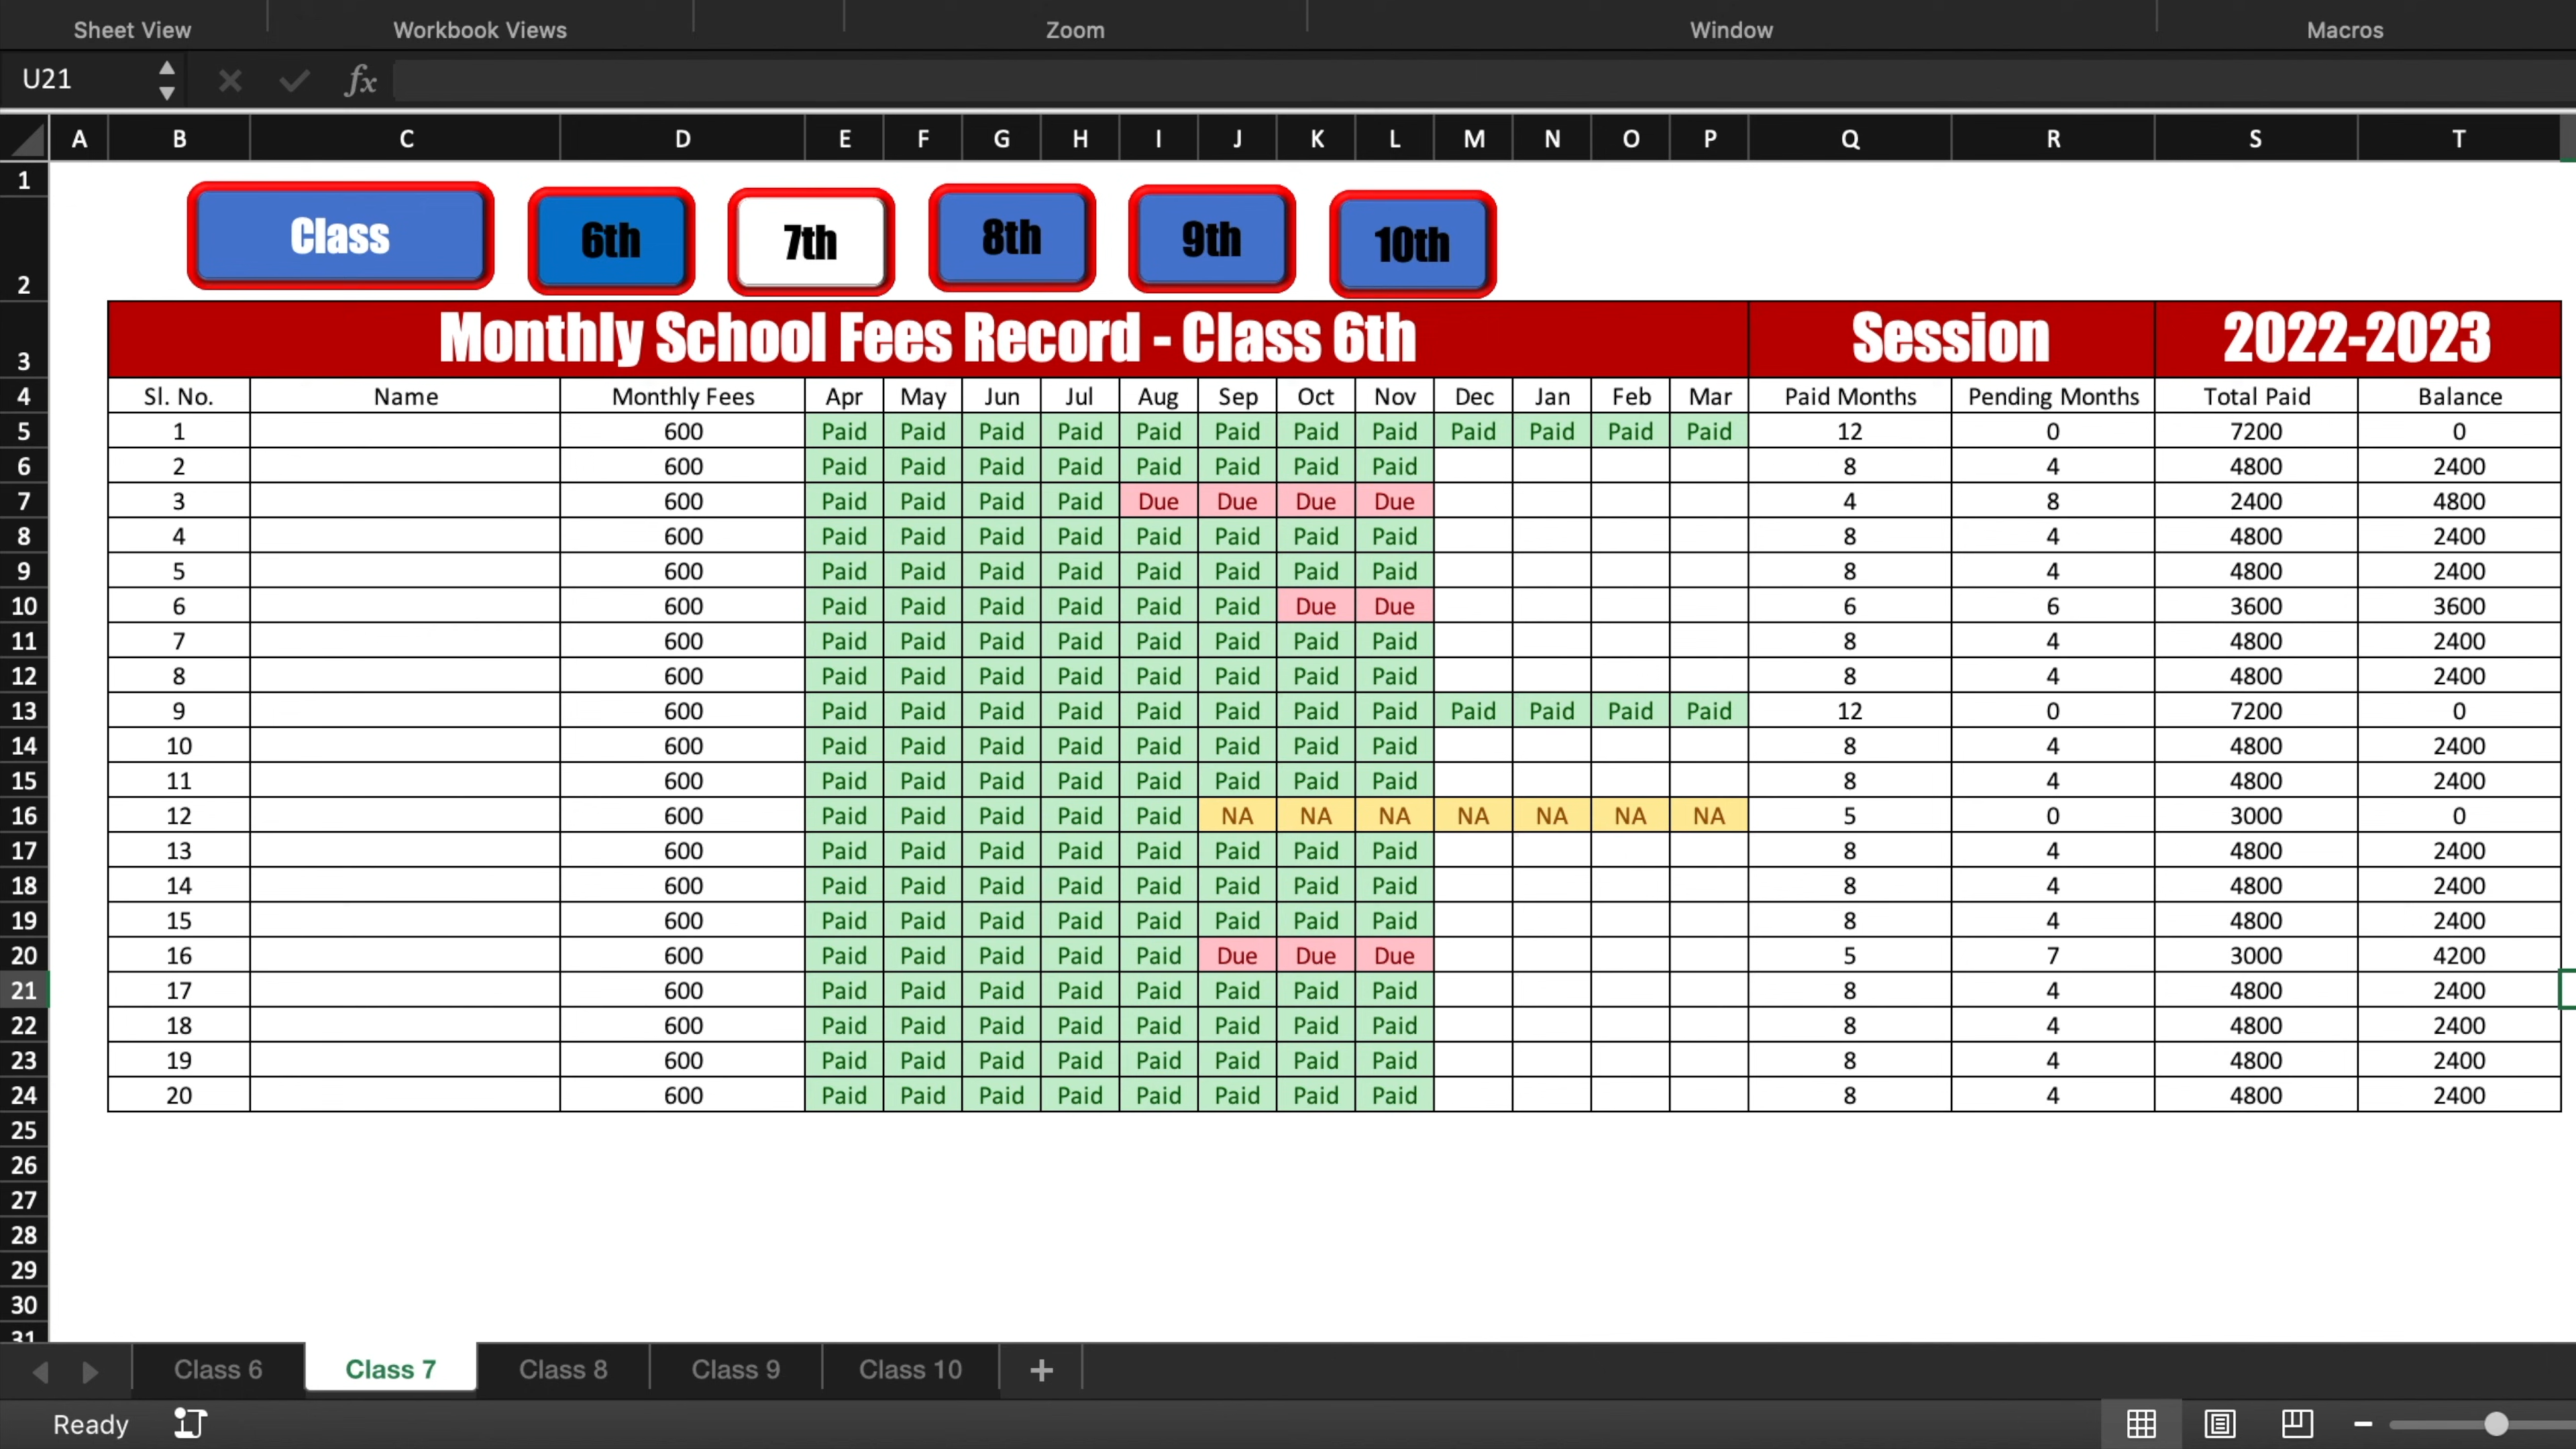 Sheet View Workbook Views Zoom Window Macros
U21 fx
A B C D E F G H I J K L M N O P Q R S T
1
Class 6th 7th 8th 9th 10th
2
3 Monthly School Fees Record - Class 6th Session 2022-2023
4 Sl. No. Name Monthly Fees Apr May Jun Jul Aug Sep Oct Nov Dec Jan Feb Mar Paid Months Pending Months Total Paid Balance
5 1 600 Paid Paid Paid Paid Paid Paid Paid Paid Paid Paid Paid Paid 12 0 7200 0
6 2 600 Paid Paid Paid Paid Paid Paid Paid Paid 8 4 4800 2400
7 3 600 Paid Paid Paid Paid Due Due Due Due 4 8 2400 4800
8 4 600 Paid Paid Paid Paid Paid Paid Paid Paid 8 4 4800 2400
9 5 600 Paid Paid Paid Paid Paid Paid Paid Paid 8 4 4800 2400
10 6 600 Paid Paid Paid Paid Paid Paid Due Due 6 6 3600 3600
11 7 600 Paid Paid Paid Paid Paid Paid Paid Paid 8 4 4800 2400
12 8 600 Paid Paid Paid Paid Paid Paid Paid Paid 8 4 4800 2400
13 9 600 Paid Paid Paid Paid Paid Paid Paid Paid Paid Paid Paid Paid 12 0 7200 0
14 10 600 Paid Paid Paid Paid Paid Paid Paid Paid 8 4 4800 2400
15 11 600 Paid Paid Paid Paid Paid Paid Paid Paid 8 4 4800 2400
16 12 600 Paid Paid Paid Paid Paid NA NA NA NA NA NA NA 5 0 3000 0
17 13 600 Paid Paid Paid Paid Paid Paid Paid Paid 8 4 4800 2400
18 14 600 Paid Paid Paid Paid Paid Paid Paid Paid 8 4 4800 2400
19 15 600 Paid Paid Paid Paid Paid Paid Paid Paid 8 4 4800 2400
20 16 600 Paid Paid Paid Paid Paid Due Due Due 5 7 3000 4200
21 17 600 Paid Paid Paid Paid Paid Paid Paid Paid 8 4 4800 2400
22 18 600 Paid Paid Paid Paid Paid Paid Paid Paid 8 4 4800 2400
23 19 600 Paid Paid Paid Paid Paid Paid Paid Paid 8 4 4800 2400
24 20 600 Paid Paid Paid Paid Paid Paid Paid Paid 8 4 4800 2400
25
26
27
28
29
30
31
Class 6 Class 7 Class 8 Class 9 Class 10 +
Ready